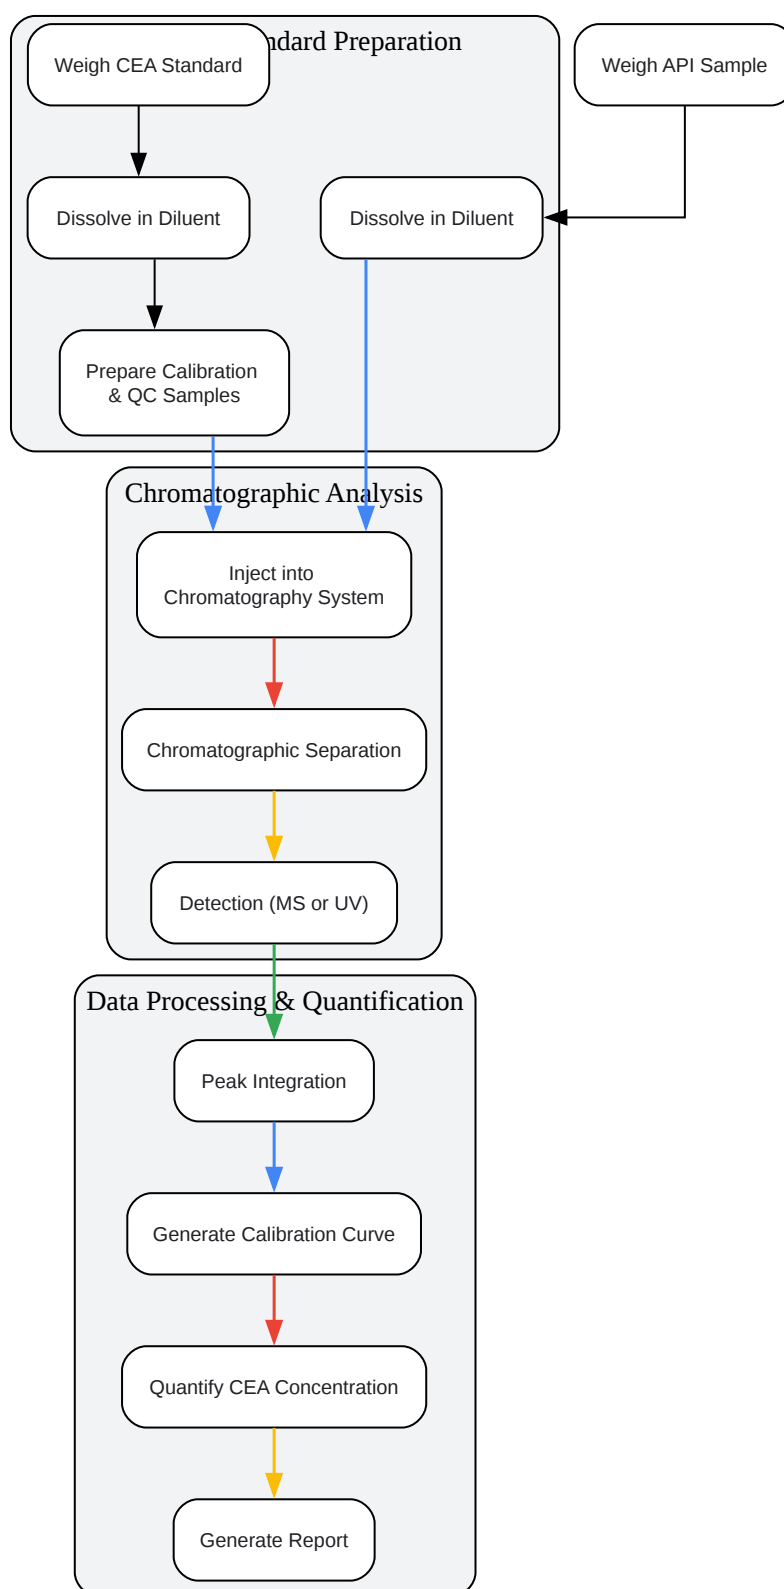 Preparation
Weigh CEA Standard
Weigh API Sample
Dissolve in Diluent
Dissolve in Diluent
Prepare Calibration
& QC Samples
Chromatographic Analysis
Inject into
Chromatography System
Chromatographic Separation
Detection (MS or UV)
Data Processing & Quantification
Peak Integration
Generate Calibration Curve
Quantify CEA Concentration
Generate Report